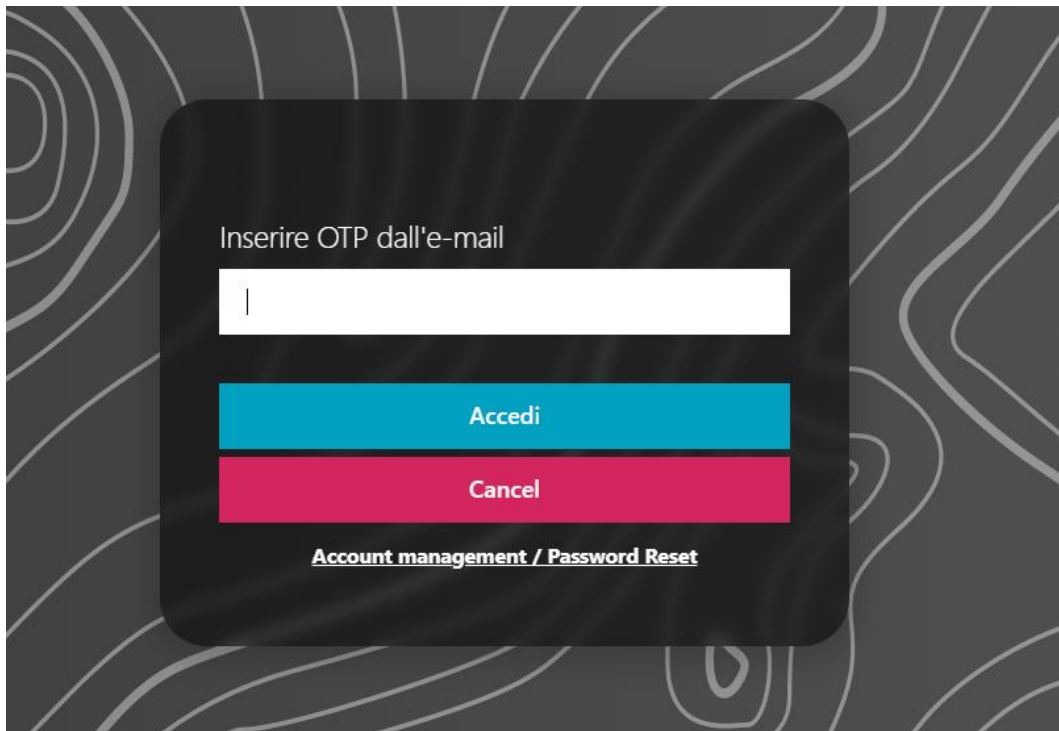 Inserire OTP dall'e-mail
Accedi
Cancel
Account management / Password Reset